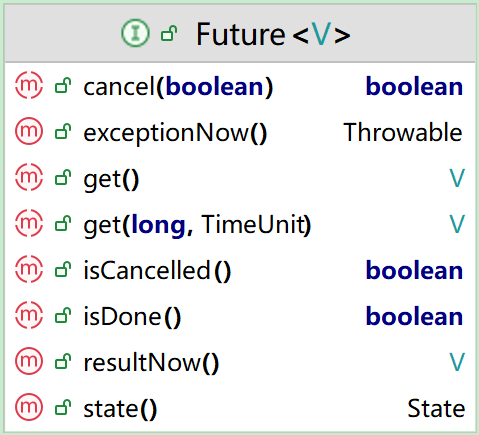 Future<V>
cancel(boolean) boolean
exceptionNow() Throwable
get() V
get(long, TimeUnit) V
isCancelled() boolean
isDone() boolean
resultNow() V
state() State